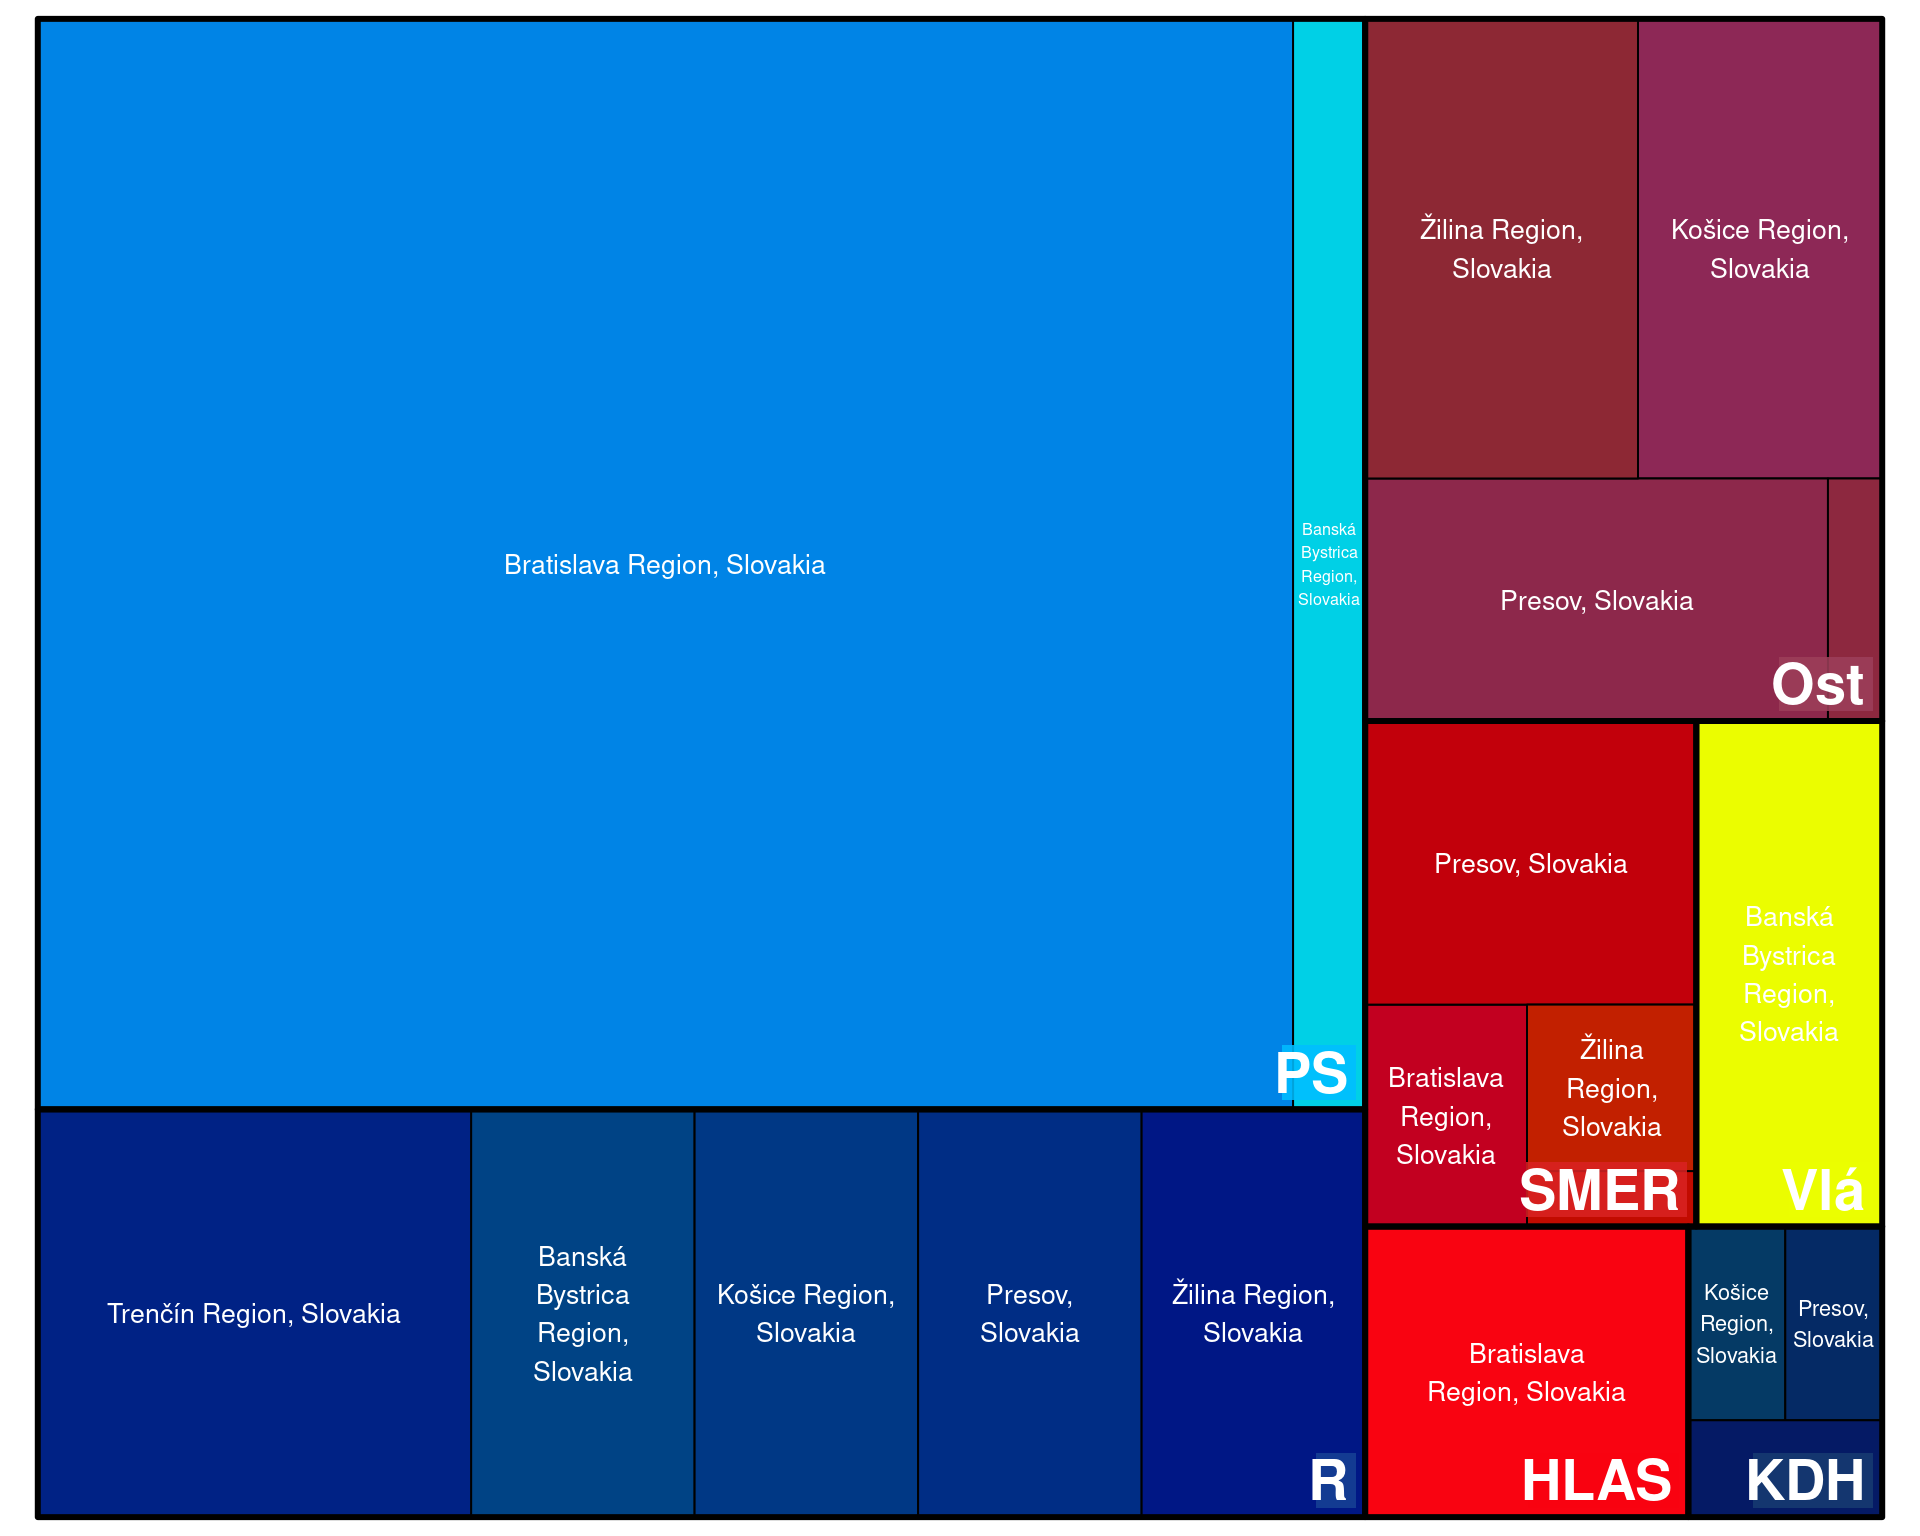 Bratislava Region, Slovakia
Banská
Bystrica
Region,
Slovakia
PS
Trenčín Region, Slovakia
Banská
Bystrica
Region,
Slovakia
Košice Region,
Slovakia
Presov,
Slovakia
Žilina Region,
Slovakia
R
Žilina Region,
Slovakia
Košice Region,
Slovakia
Presov, Slovakia
Ost
Presov, Slovakia
Bratislava
Region,
Slovakia
Žilina
Region,
Slovakia
SMER
Banská
Bystrica
Region,
Slovakia
Vlá
Bratislava
Region, Slovakia
HLAS
Košice
Region,
Slovakia
Presov,
Slovakia
KDH